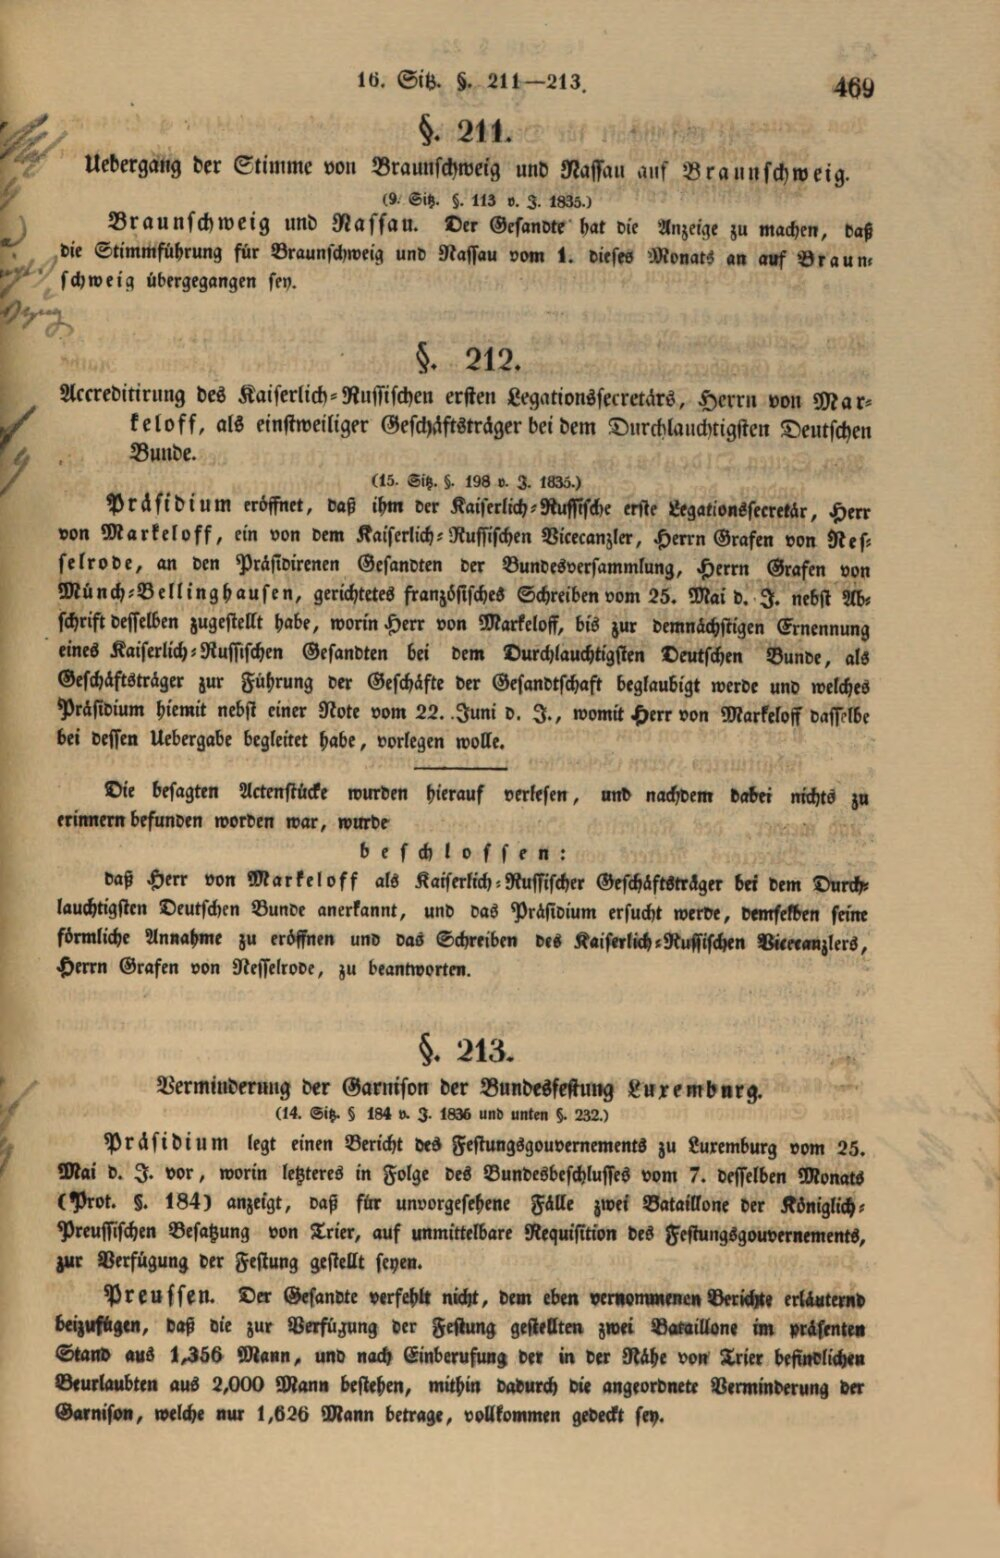 16. Sitz. §. 211—213.
469
§. 211.
Uebergang der Stimme von Braunschweig und Nassau auf Braunschweig.
(9. Sitz. §. 113 v. J. 1835.)
Braunschweig und Nassau. Der Gesandte hat die Anzeige zu machen, daß
die Stimmführung für Braunschweig und Nassau vom 1. dieses Monats an auf Braun-
schweig übergegangen sey.
§. 212.
Accreditirung des Kaiserlich-Russischen ersten Legationssecretärs, Herrn von Mar-
keloff, als einstweiliger Geschäftsträger bei dem Durchlauchtigsten Deutschen
Bunde.
(15. Sitz. §. 198 v. J. 1835.)
Präsidium eröffnet, daß ihm der Kaiserlich-Russische erste Legationssecretär, Herr
von Markeloff, ein von dem Kaiserlich-Russischen Vicecanzler, Herrn Grafen von Nes-
selrode, an den Präsidirenen Gesandten der Bundesversammlung, Herrn Grafen von
Münch-Bellinghausen, gerichtetes französisches Schreiben vom 25. Mai d. J. nebst Ab-
schrift desselben zugestellt habe, worin Herr von Markeloff, bis zur demnächstigen Ernennung
eines Kaiserlich-Russischen Gesandten bei dem Durchlauchtigsten Deutschen Bunde, als
Geschäftsträger zur Führung der Geschäfte der Gesandtschaft beglaubigt werde und welches
Präsidium hiemit nebst einer Note vom 22. Juni d. J., womit Herr von Markeloff dasselbe
bei dessen Uebergabe begleitet habe, vorlegen wolle.
Die besagten Actenstücke wurden hierauf verlesen, und nachdem dabei nichts zu
erinnern befunden worden war, wurde
beschlossen:
daß Herr von Markeloff als Kaiserlich-Russischer Geschäftsträger bei dem Durch-
lauchtigsten Deutschen Bunde anerkannt, und das Präsidium ersucht werde, demselben seine
förmliche Annahme zu eröffnen und das Schreiben des Kaiserlich-Russischen Vicecanzlers,
Herrn Grafen von Nesselrode, zu beantworten.
§. 213.
Verminderung der Garnison der Bundesfestung Luxemburg.
(14. Sitz. § 184 v. J. 1836 und unten §. 232.)
Präsidium legt einen Bericht des Festungsgouvernements zu Luxemburg vom 25.
Mai d. J. vor, worin letzteres in Folge des Bundesbeschlusses vom 7. desselben Monats
(Prot. §. 184) anzeigt, daß für unvorgesehene Fälle zwei Bataillone der Königlich-
Preussischen Besatzung von Trier, auf unmittelbare Requisition des Festungsgouvernements,
zur Verfügung der Festung gestellt seyen.
Preussen. Der Gesandte verfehlt nicht, dem eben vernommenen Berichte erläuternd
beizufügen, daß die zur Verfügung der Festung gestellten zwei Bataillone im präsenten
Stand aus 1,356 Mann, und nach Einberufung der in der Nähe von Trier befindlichen
Beurlaubten aus 2,000 Mann bestehen, mithin dadurch die angeordnete Verminderung der
Garnison, welche nur 1,626 Mann betrage, vollkommen gedeckt sey.